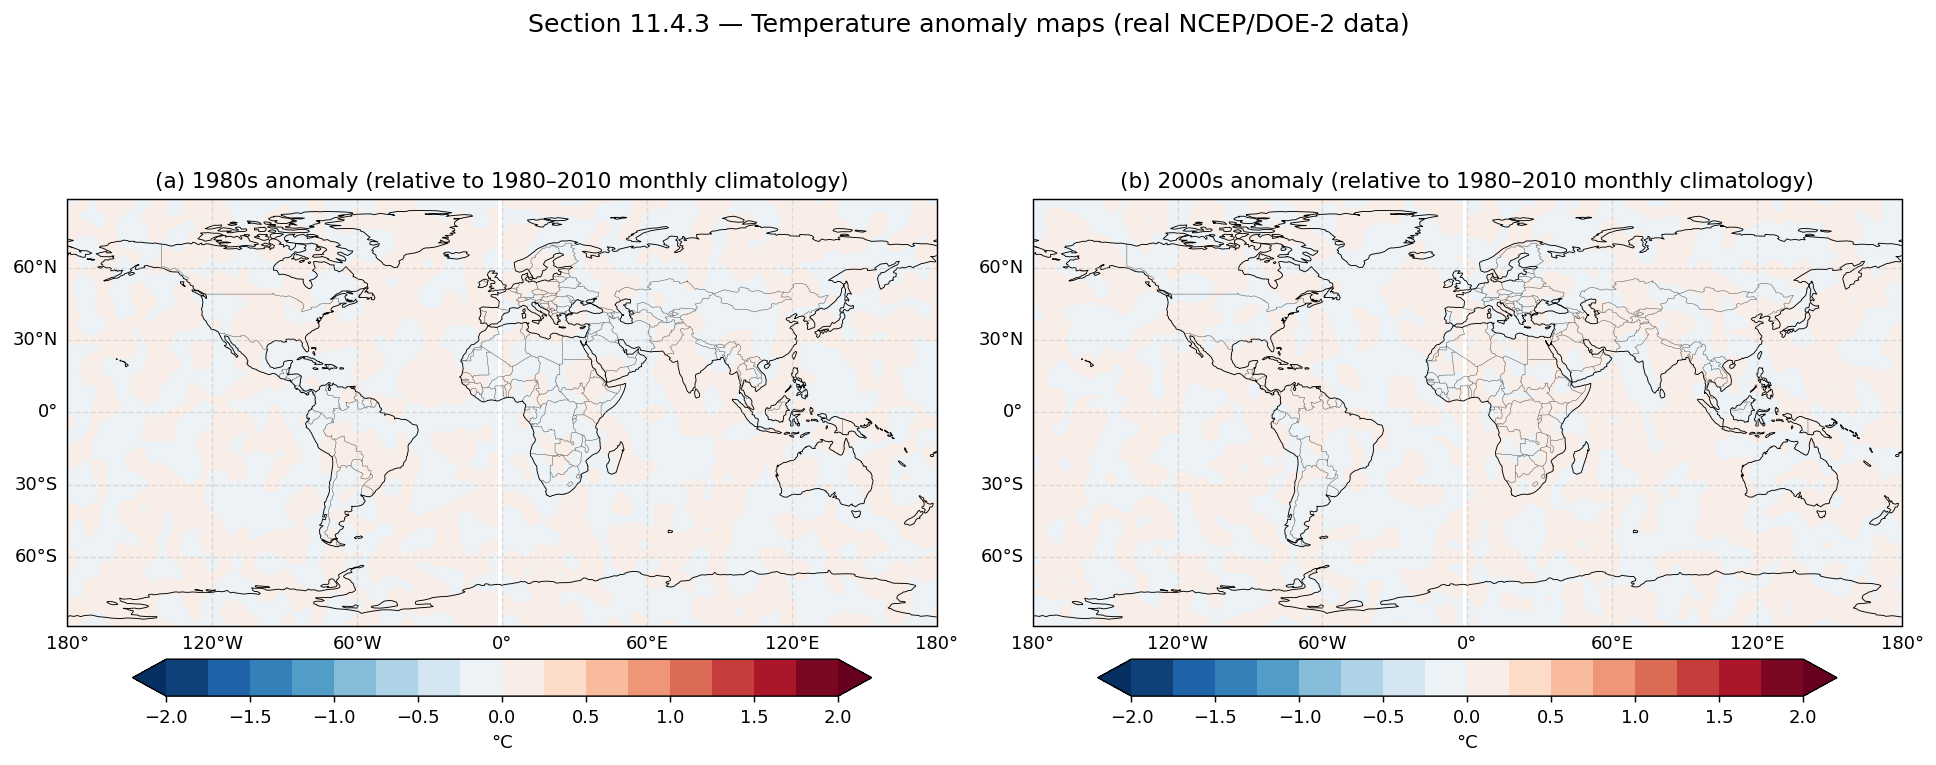 Section 11.4.3 — Temperature anomaly maps (real NCEP/DOE-2 data)
(a) 1980s anomaly (relative to 1980–2010 monthly climatology)
60°N
30°N
0°
30°S
60°S
180° 120°W 60°W 0° 60°E 120°E 180°
−2.0 −1.5 −1.0 −0.5 0.0 0.5 1.0 1.5 2.0
°C
(b) 2000s anomaly (relative to 1980–2010 monthly climatology)
60°N
30°N
0°
30°S
60°S
180° 120°W 60°W 0° 60°E 120°E 180°
−2.0 −1.5 −1.0 −0.5 0.0 0.5 1.0 1.5 2.0
°C